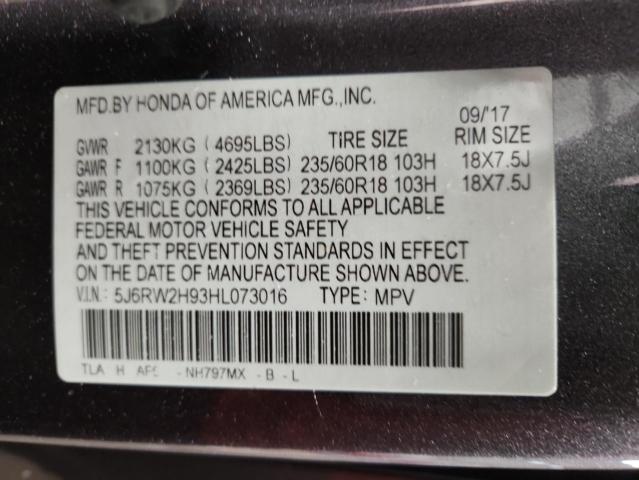 MFD.BY HONDA OF AMERICA MFG.,INC.
09/'17
GVWR 2130KG ( 4695LBS) TIRE SIZE RIM SIZE
GAWR F 1100KG ( 2425LBS) 235/60R18 103H 18X7.5J
GAWR R 1075KG ( 2369LBS) 235/60R18 103H 18X7.5J
THIS VEHICLE CONFORMS TO ALL APPLICABLE
FEDERAL MOTOR VEHICLE SAFETY
AND THEFT PREVENTION STANDARDS IN EFFECT
ON THE DATE OF MANUFACTURE SHOWN ABOVE.
V.I.N.: 5J6RW2H93HL073016 TYPE: MPV
TLA H - NH797MX - B - L